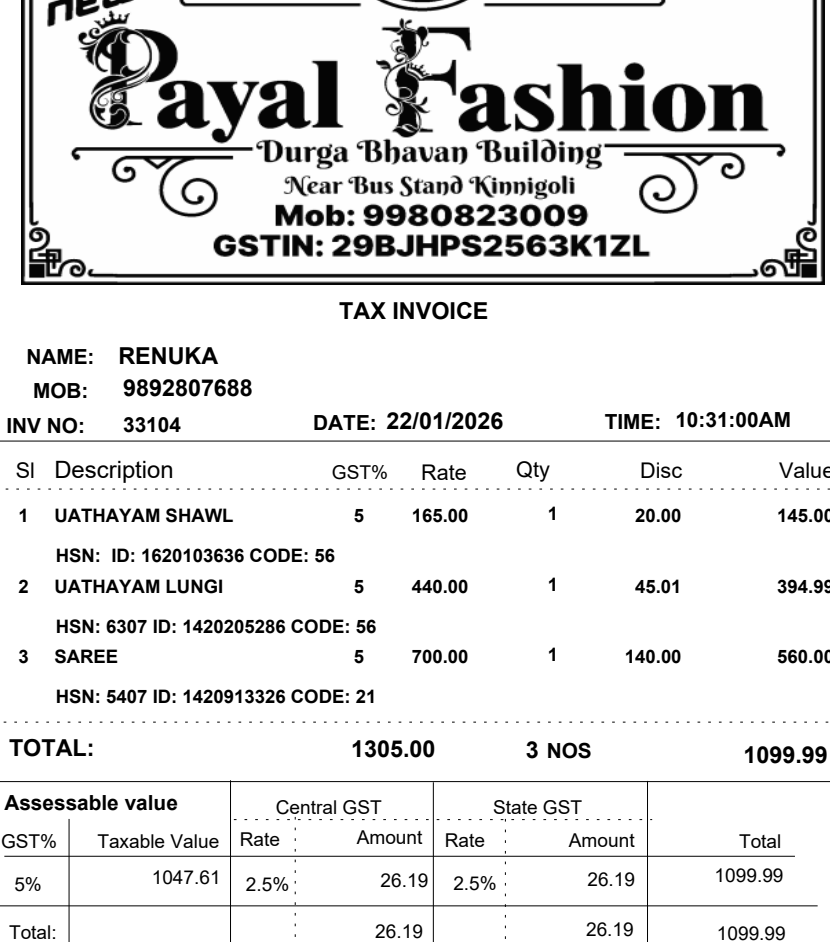 new
Payal Fashion
Durga Bhavan Building
Near Bus Stand Kinnigoli
Mob: 9980823009
GSTIN: 29BJHPS2563K1ZL
TAX INVOICE
NAME: RENUKA
MOB: 9892807688
INV NO: 33104 DATE: 22/01/2026 TIME: 10:31:00AM
Sl Description GST% Rate Qty Disc Value
1 UATHAYAM SHAWL 5 165.00 1 20.00 145.00
HSN: ID: 1620103636 CODE: 56
2 UATHAYAM LUNGI 5 440.00 1 45.01 394.99
HSN: 6307 ID: 1420205286 CODE: 56
3 SAREE 5 700.00 1 140.00 560.00
HSN: 5407 ID: 1420913326 CODE: 21
TOTAL: 1305.00 3 NOS 1099.99
Assessable value Central GST State GST
GST% Taxable Value Rate Amount Rate Amount Total
5% 1047.61 2.5% 26.19 2.5% 26.19 1099.99
Total: 26.19 26.19 1099.99